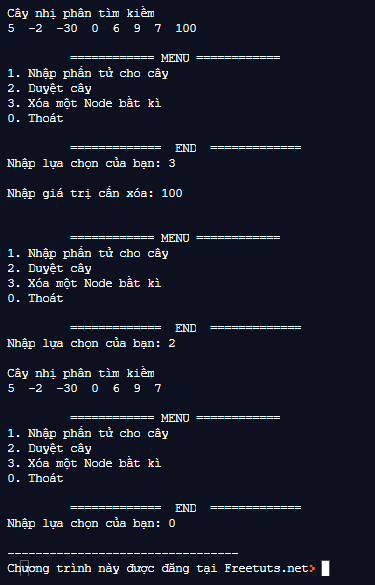 Cây nhị phân tìm kiếm
5 -2 -30 0 6 9 7 100
============ MENU ============
1. Nhập phần tử cho cây
2. Duyệt cây
3. Xóa một Node bất kì
0. Thoát
============= END =============
Nhập lựa chọn của bạn: 3
Nhập giá trị cần xóa: 100
============ MENU ============
1. Nhập phần tử cho cây
2. Duyệt cây
3. Xóa một Node bất kì
0. Thoát
============= END =============
Nhập lựa chọn của bạn: 2
Cây nhị phân tìm kiếm
5 -2 -30 0 6 9 7
============ MENU ============
1. Nhập phần tử cho cây
2. Duyệt cây
3. Xóa một Node bất kì
0. Thoát
============= END =============
Nhập lựa chọn của bạn: 0
---------------------------------
Chương trình này được đăng tại Freetuts.net>